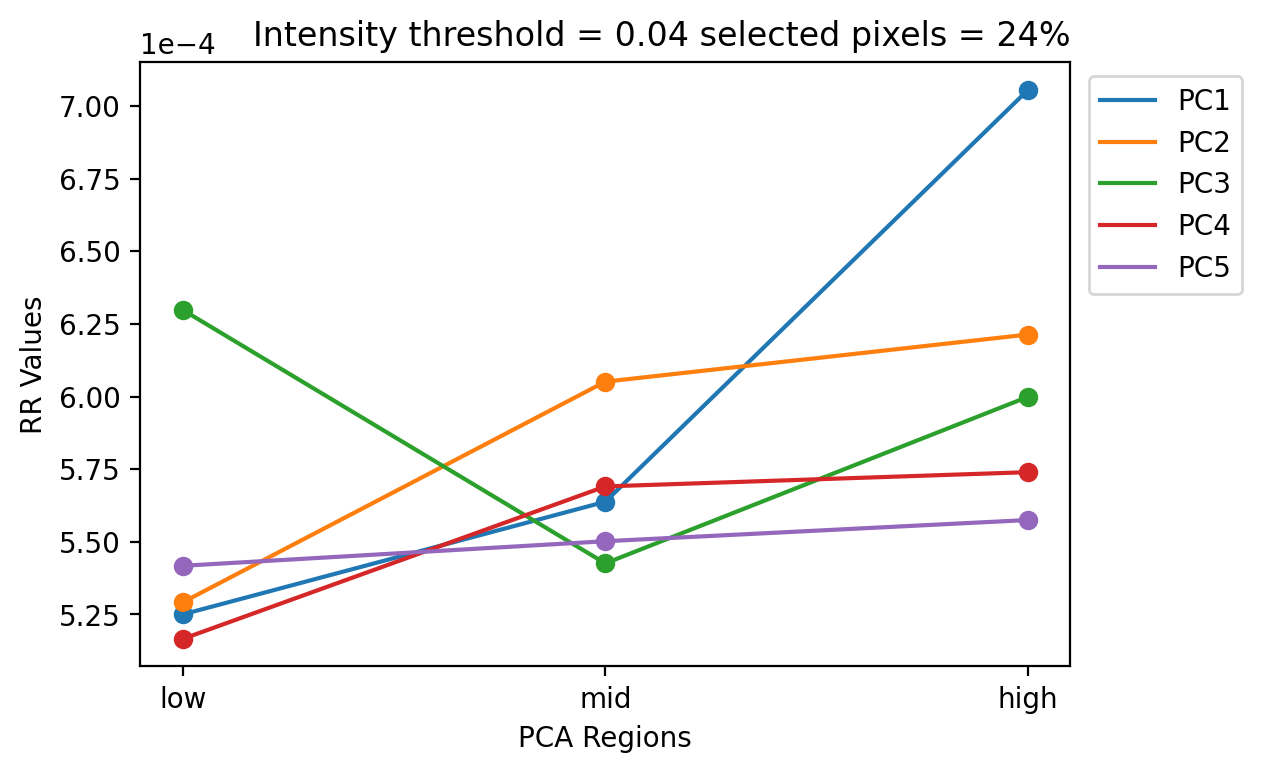 Intensity threshold = 0.04 selected pixels = 24%
1e−4
7.00
6.75
6.50
6.25
6.00
5.75
5.50
5.25
RR Values
low
mid
high
PCA Regions
PC1
PC2
PC3
PC4
PC5